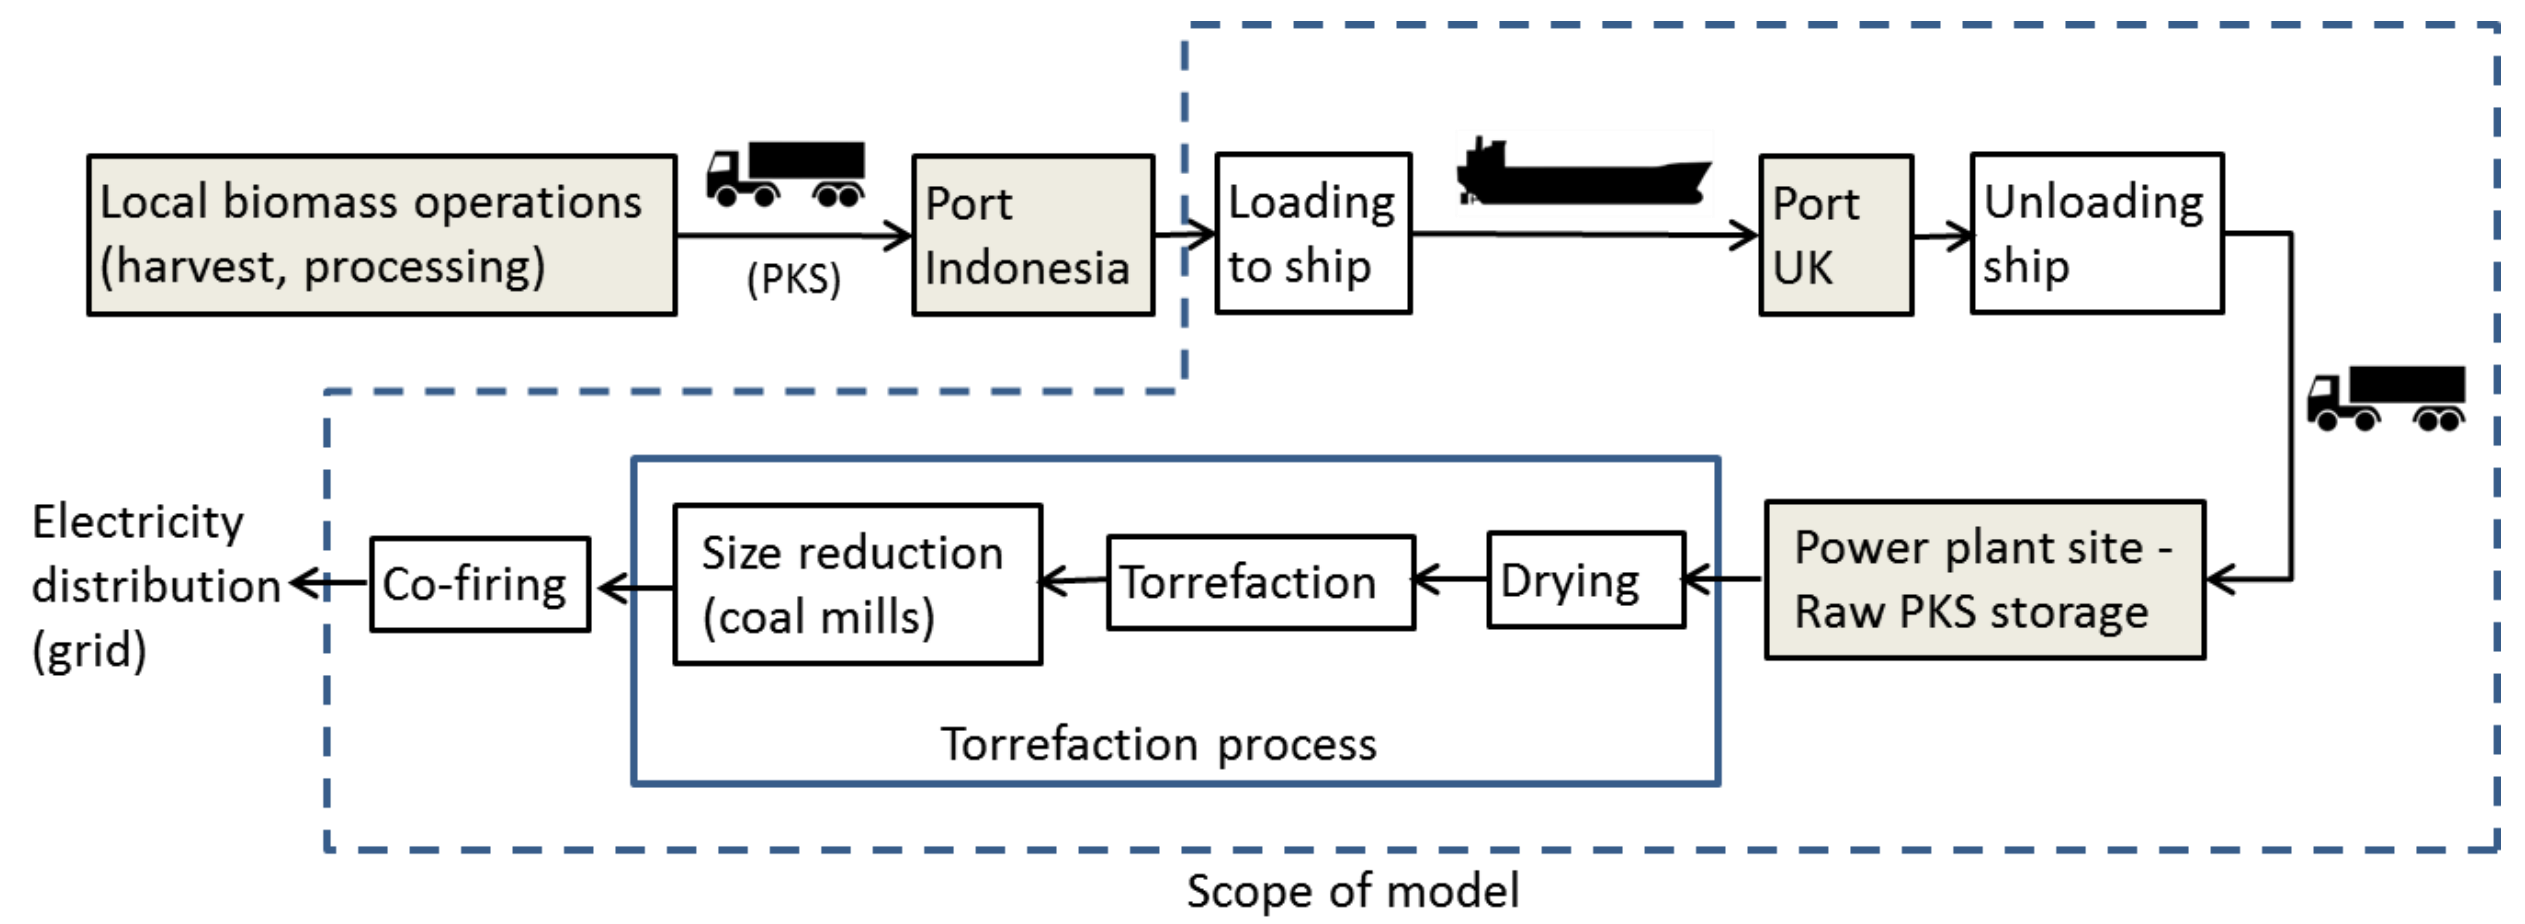 Local biomass operations
(harvest, processing)
(PKS)
Port
Indonesia
Loading
to ship
Port
UK
Unloading
ship
Power plant site -
Raw PKS storage
Drying
Torrefaction
Size reduction
(coal mills)
Torrefaction process
Co-firing
Electricity
distribution
(grid)
Scope of model